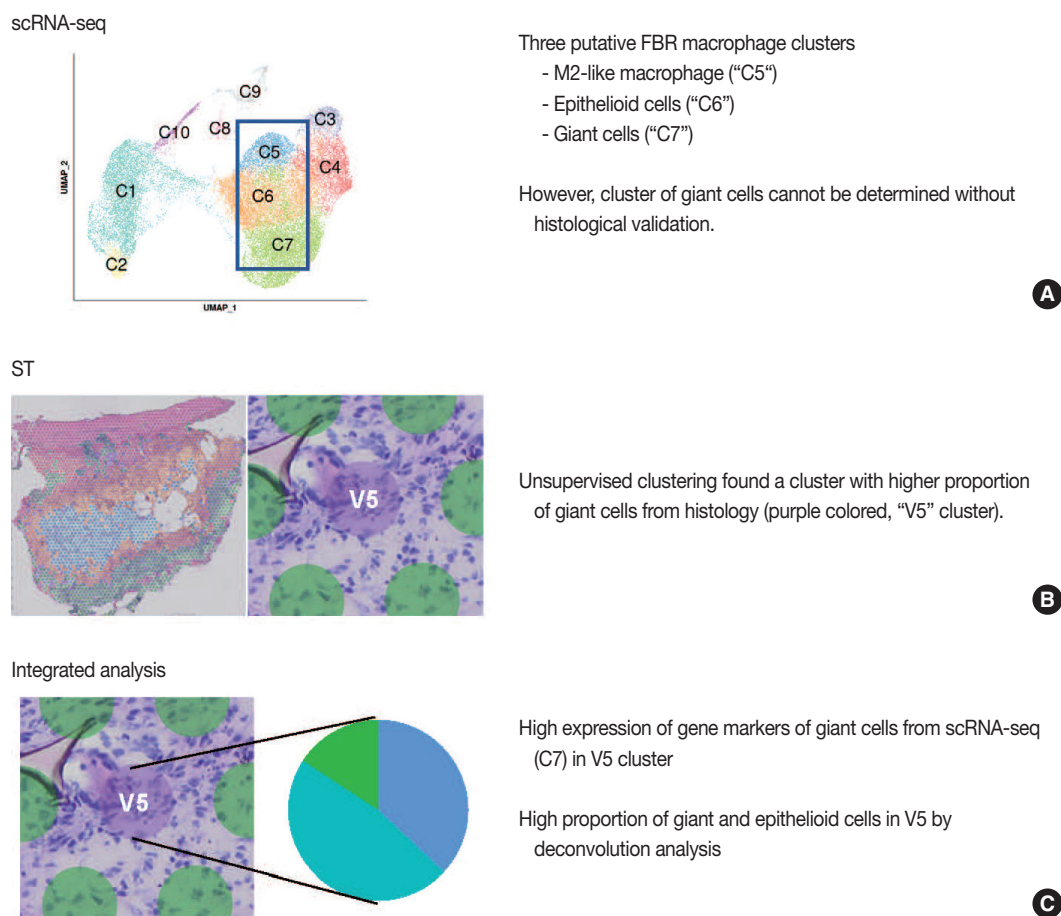 scRNA-seq
UMAP_2
C9
C10
C8
C3
C5
C4
C1
C6
C7
C2
UMAP_1
Three putative FBR macrophage clusters
- M2-like macrophage (“C5“)
- Epithelioid cells (“C6”)
- Giant cells (“C7”)
However, cluster of giant cells cannot be determined without
histological validation.
A
ST
V5
Unsupervised clustering found a cluster with higher proportion
of giant cells from histology (purple colored, “V5” cluster).
B
Integrated analysis
V5
High expression of gene markers of giant cells from scRNA-seq
(C7) in V5 cluster
High proportion of giant and epithelioid cells in V5 by
deconvolution analysis
C